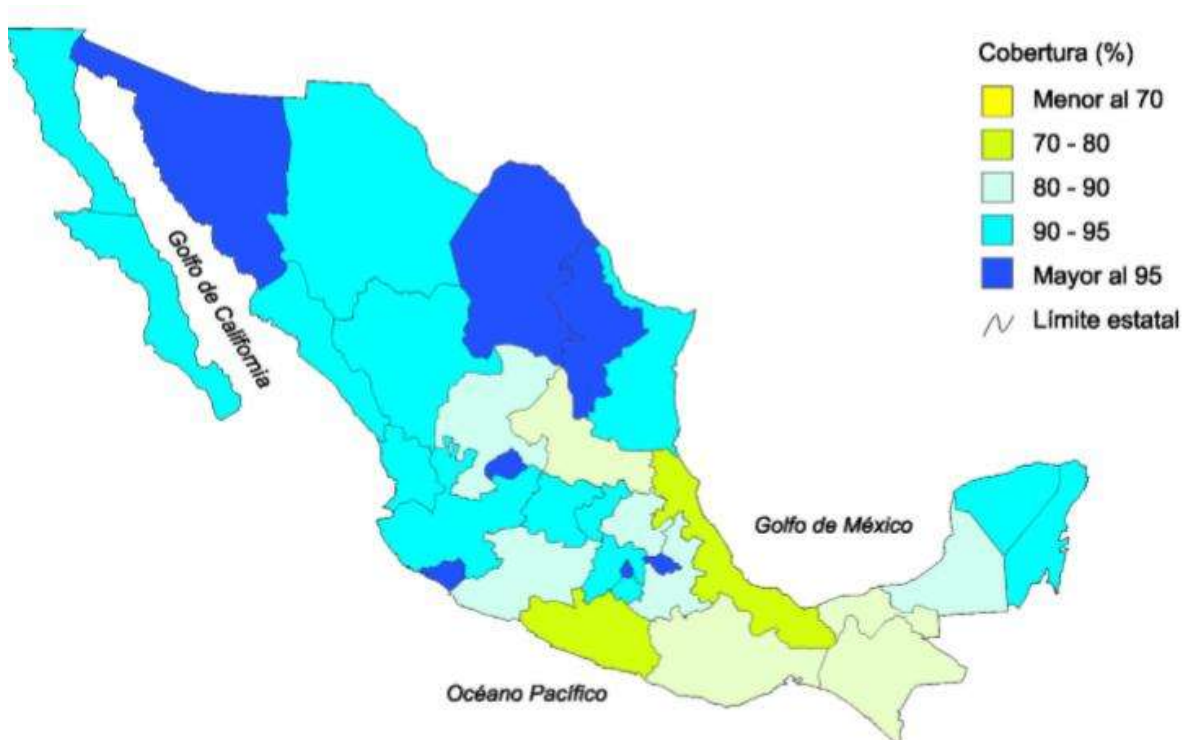 Cobertura (%)
Menor al 70
70 - 80
80 - 90
90 - 95
Mayor al 95
Límite estatal
Golfo de California
Golfo de México
Océano Pacífico